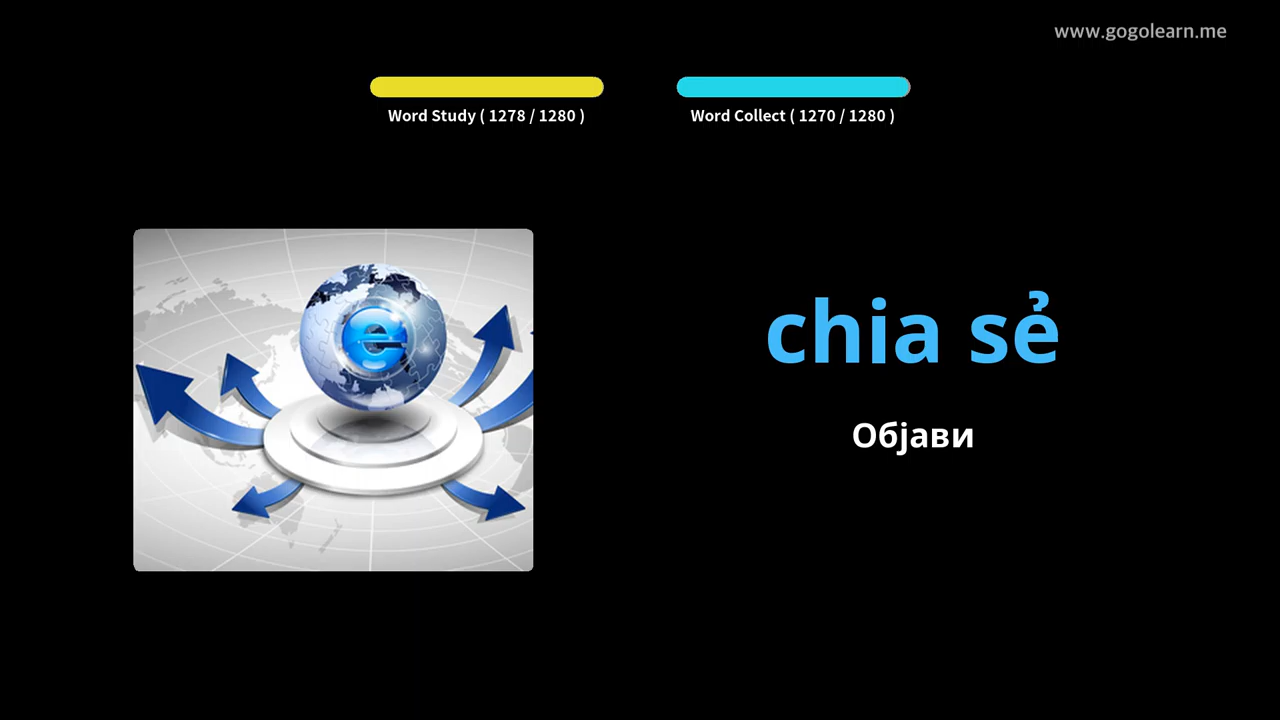 www.gogolearn.me
Word Study ( 1278 / 1280 )
Word Collect ( 1270 / 1280 )
e
chia sẻ
Објави